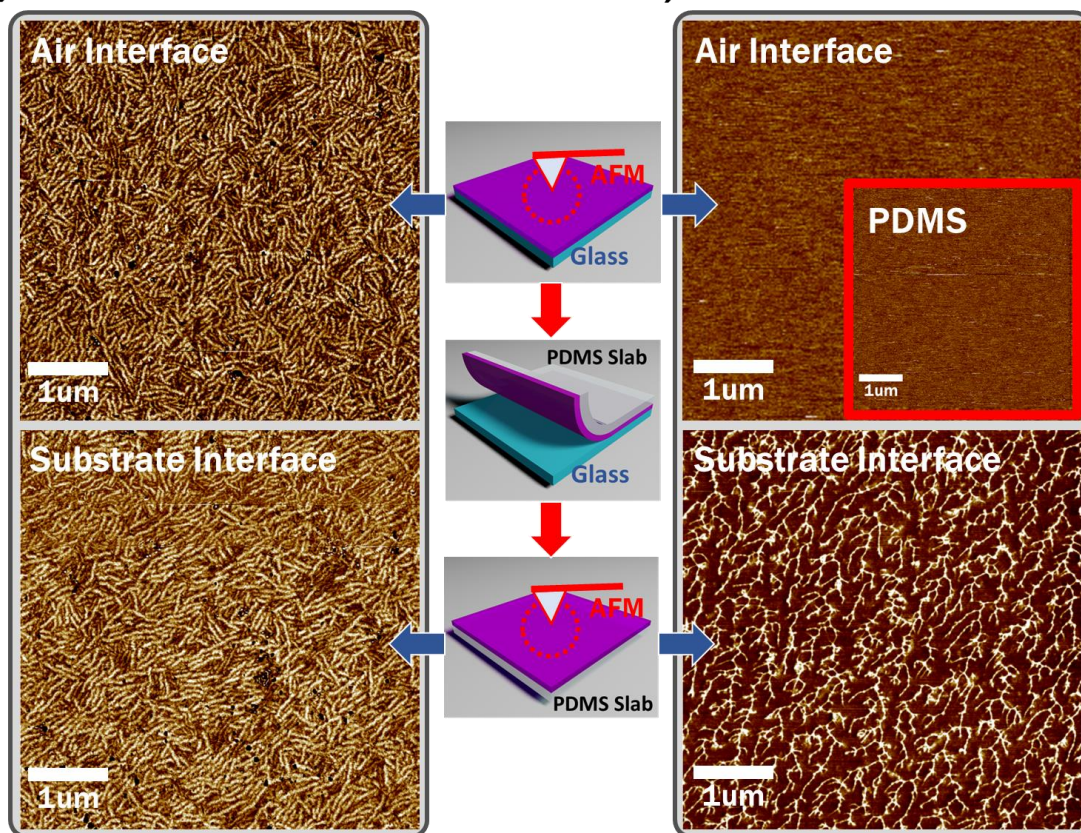 Air Interface
1um
Substrate Interface
1um
AFM
Glass
PDMS Slab
Glass
AFM
PDMS Slab
Air Interface
PDMS
1um
1um
Substrate Interface
1um